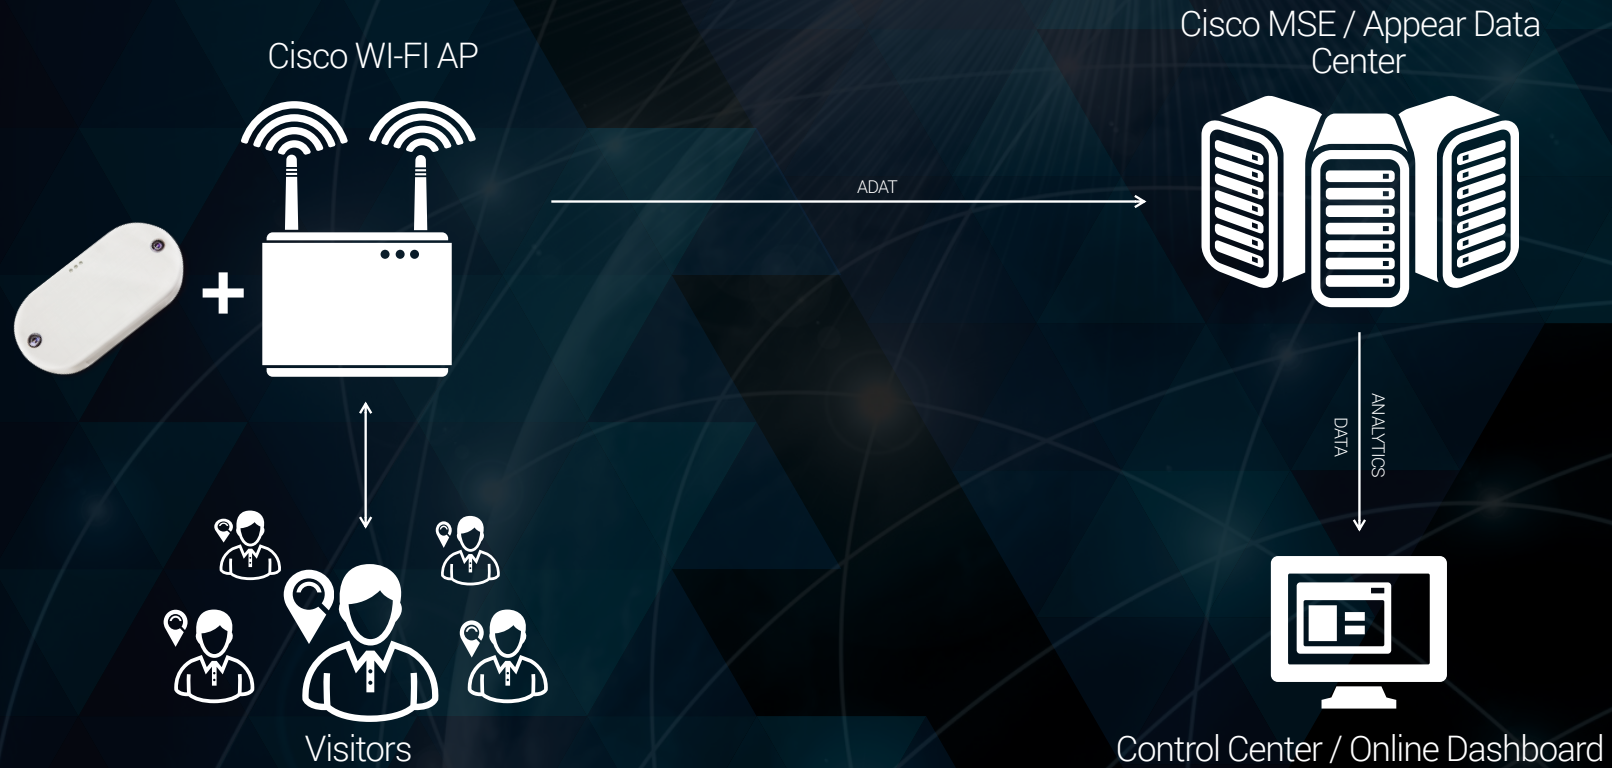 Cisco WI-FI AP
Cisco MSE / Appear Data
Center
ADAT
ANALYTICS
DATA
Visitors
Control Center / Online Dashboard